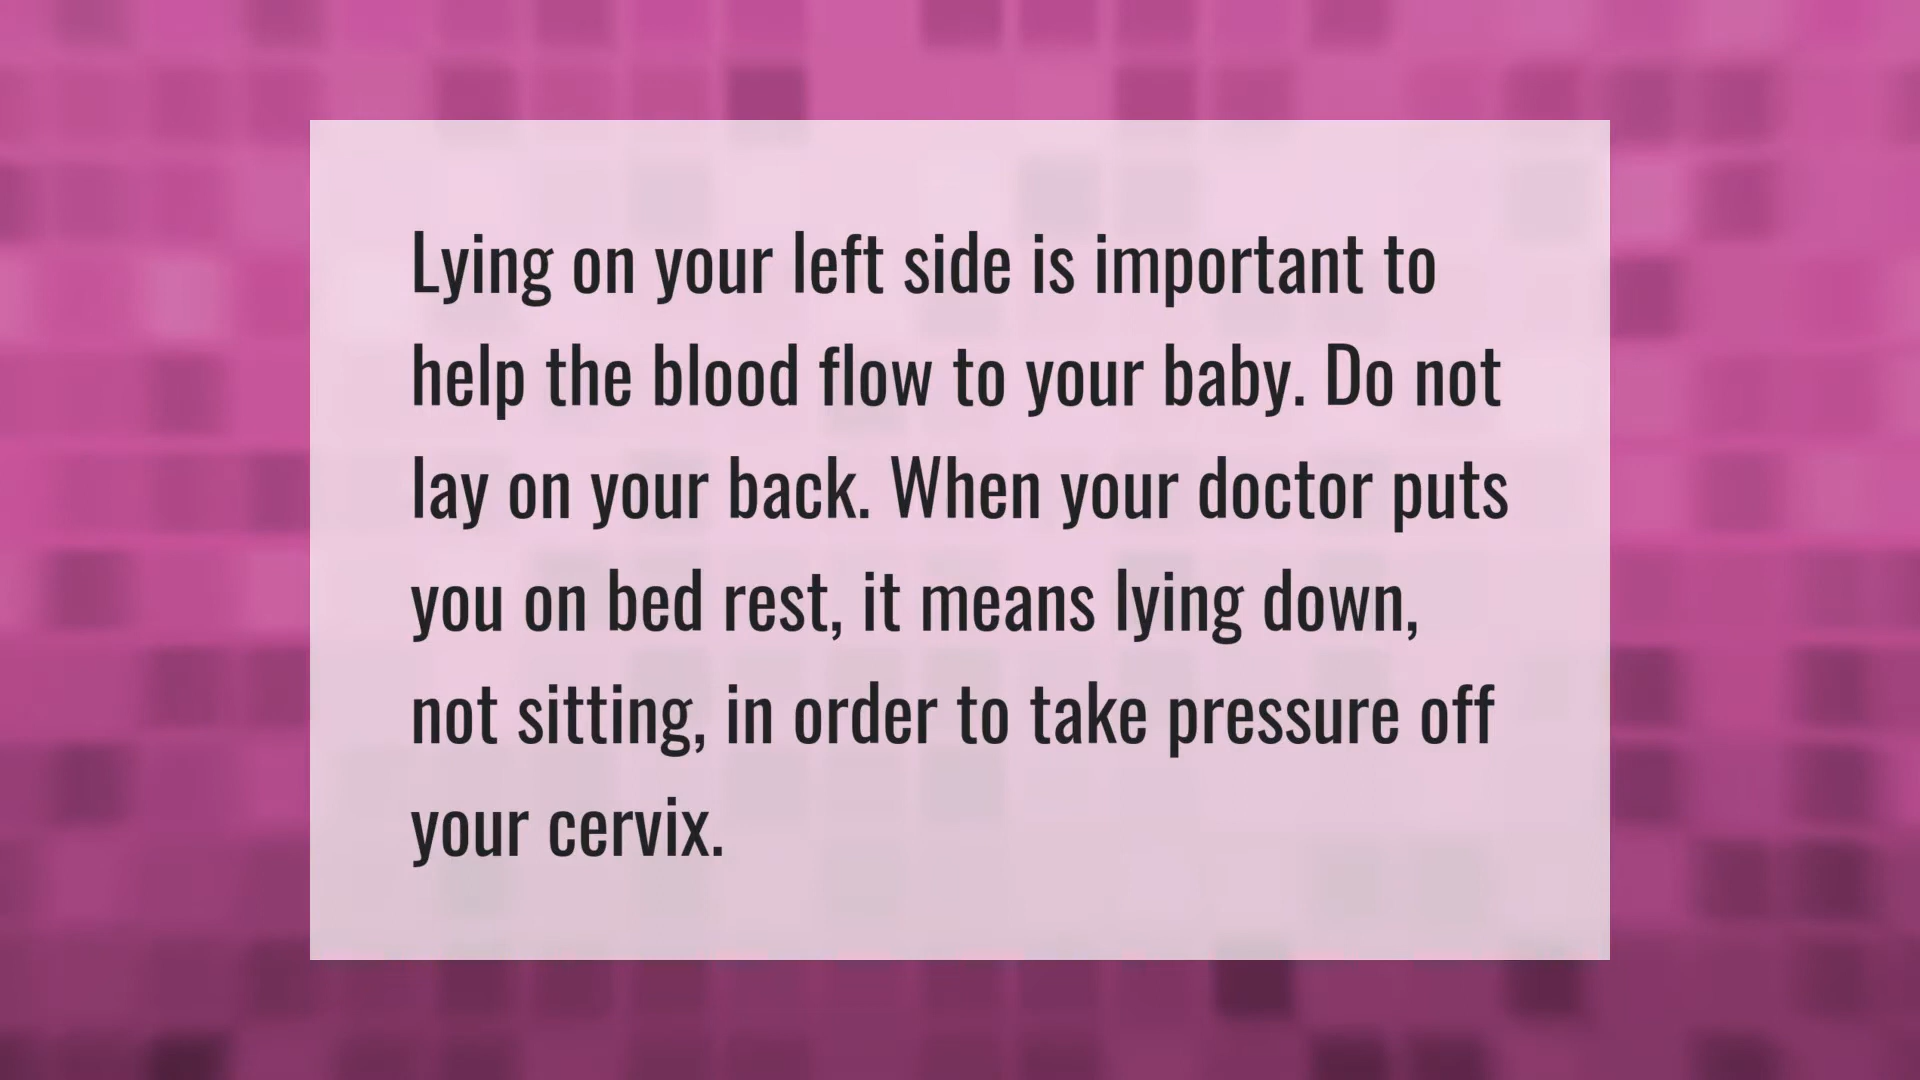 Lying on your left side is important to
help the blood flow to your baby. Do not
lay on your back. When your doctor puts
you on bed rest, it means lying down,
not sitting, in order to take pressure off
your cervix.